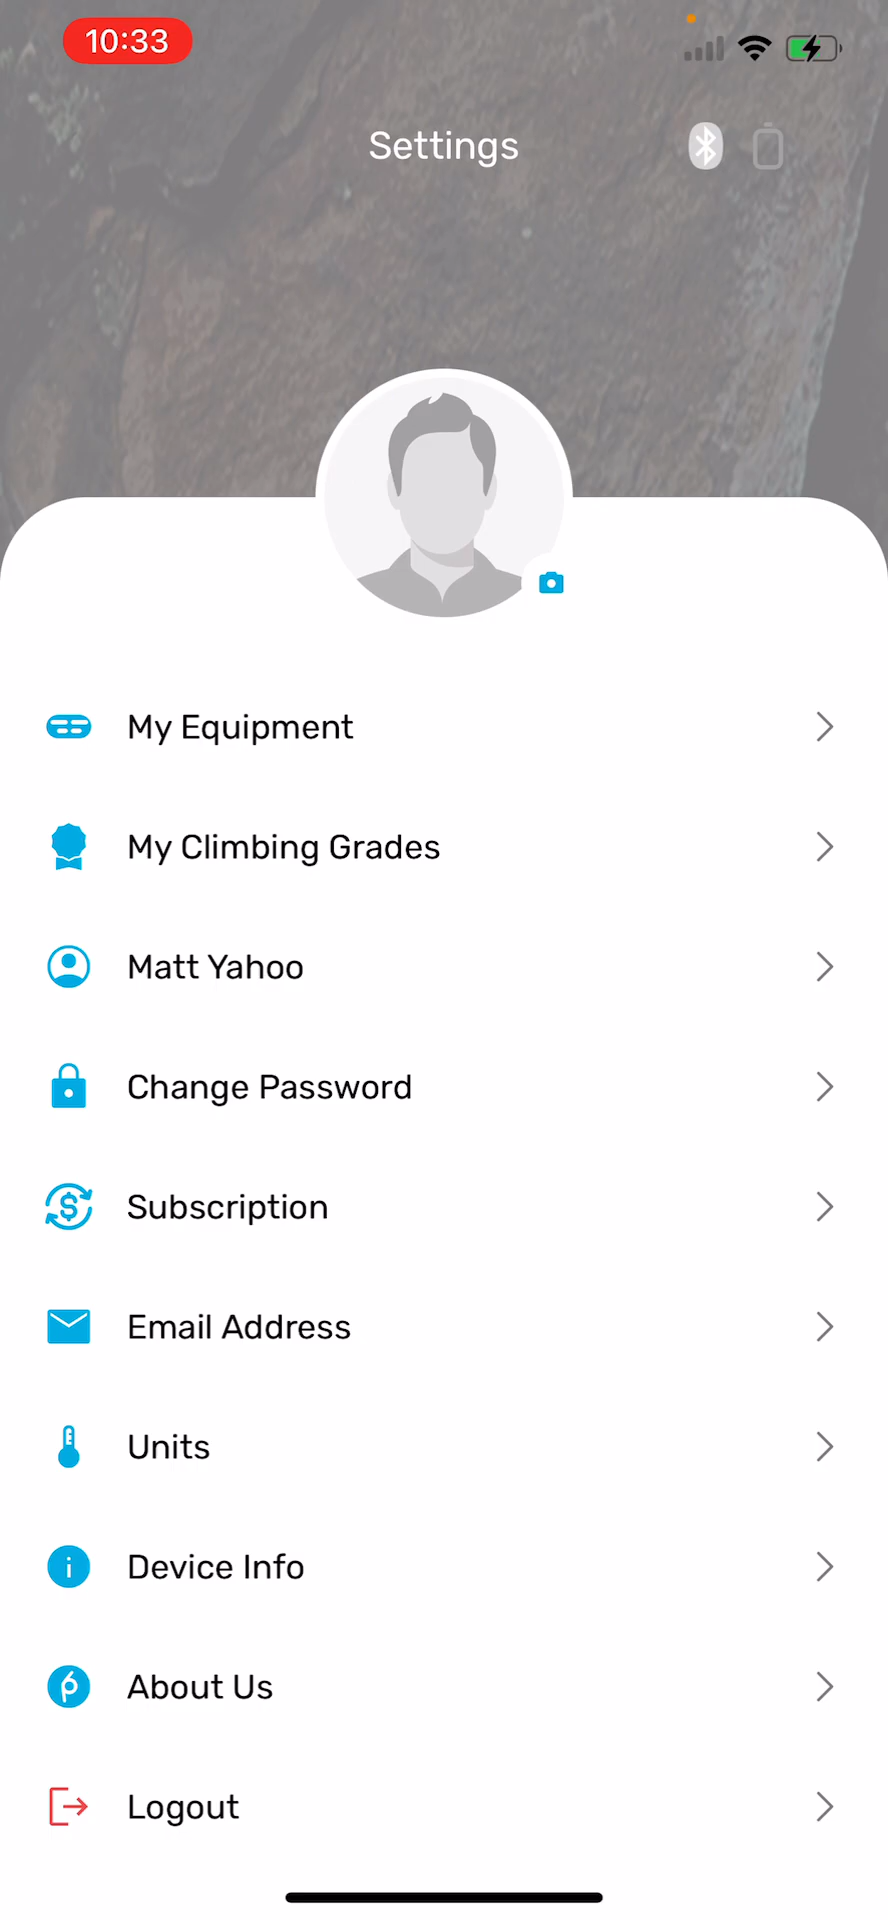 10:33
Settings
My Equipment
My Climbing Grades
Matt Yahoo
Change Password
Subscription
Email Address
Units
Device Info
About Us
Logout